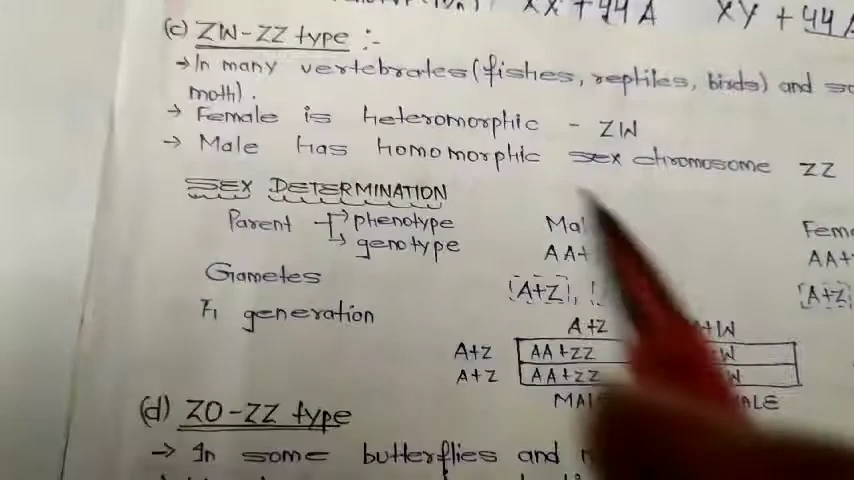 XX + 44 A XY + 44 A
(c) ZW-ZZ type :-
→ In many vertebrates (fishes, reptiles, birds) and
moth).
→ Female is heteromorphic - ZW
→ Male has homomorphic sex chromosome ZZ
SEX DETERMINATION
Parent → phenotype
→ genotype
Gametes [A+Z], [A+Z]
F1 generation
A+Z
A+Z AA+ZZ
A+Z AA+ZZ
(d) ZO-ZZ type
→ In some butterflies and